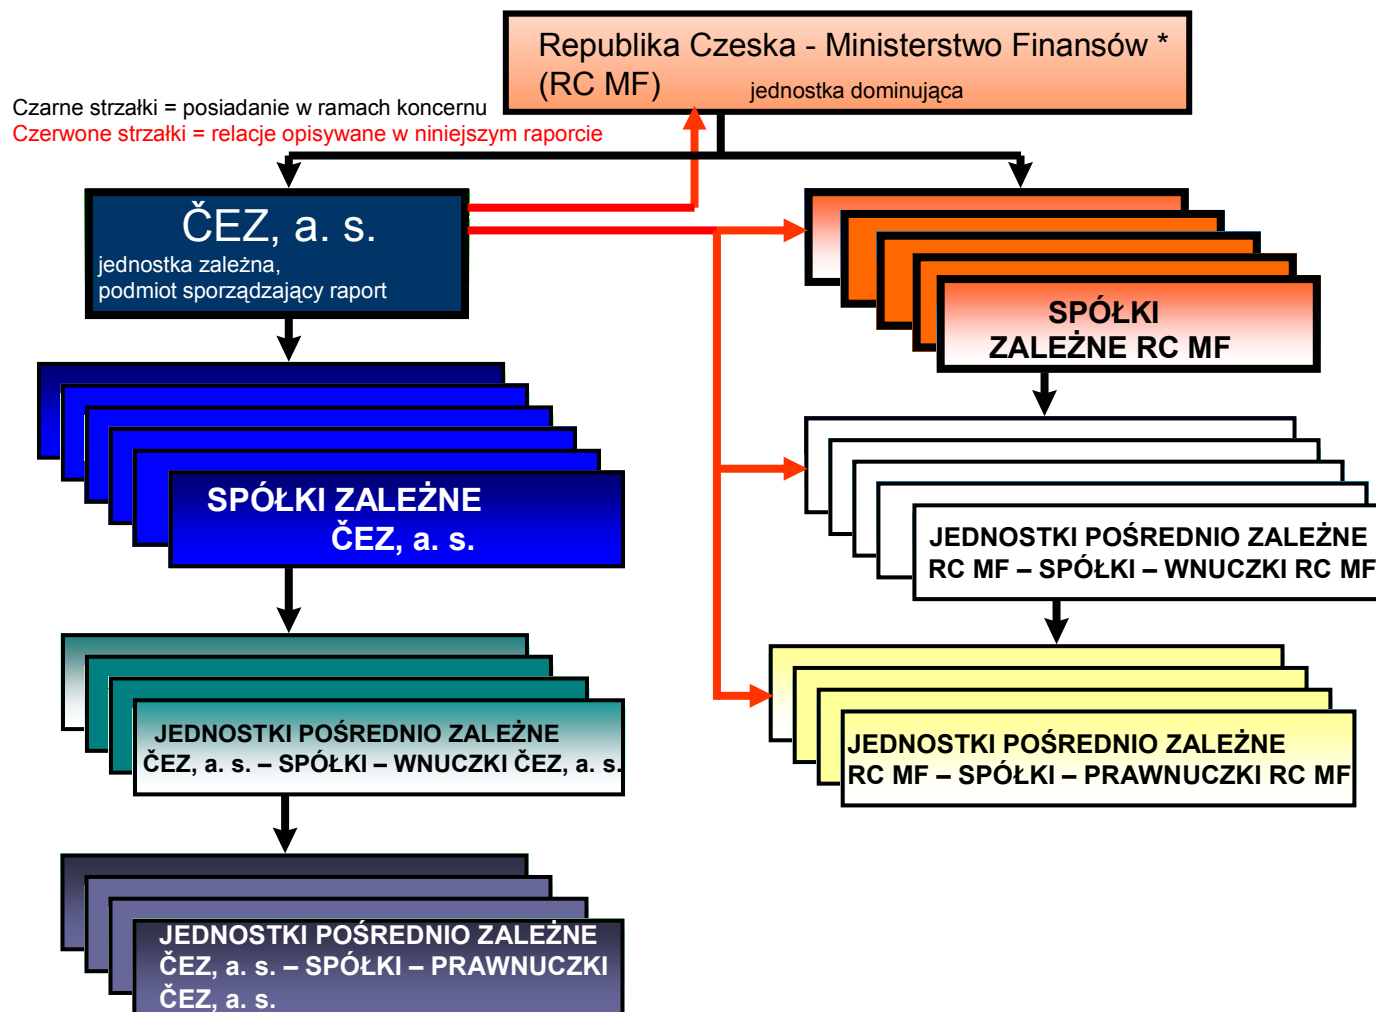 Republika Czeska - Ministerstwo Finansów *
(RC MF) jednostka dominująca
Czarne strzałki = posiadanie w ramach koncernu
Czerwone strzałki = relacje opisywane w niniejszym raporcie
ČEZ, a. s.
jednostka zależna,
podmiot sporządzający raport
SPÓŁKI
ZALEŻNE RC MF
SPÓŁKI ZALEŻNE
ČEZ, a. s.
JEDNOSTKI POŚREDNIO ZALEŻNE
RC MF – SPÓŁKI – WNUCZKI RC MF
JEDNOSTKI POŚREDNIO ZALEŻNE
ČEZ, a. s. – SPÓŁKI – WNUCZKI ČEZ, a. s.
JEDNOSTKI POŚREDNIO ZALEŻNE
RC MF – SPÓŁKI – PRAWNUCZKI RC MF
JEDNOSTKI POŚREDNIO ZALEŻNE
ČEZ, a. s. – SPÓŁKI – PRAWNUCZKI
ČEZ, a. s.